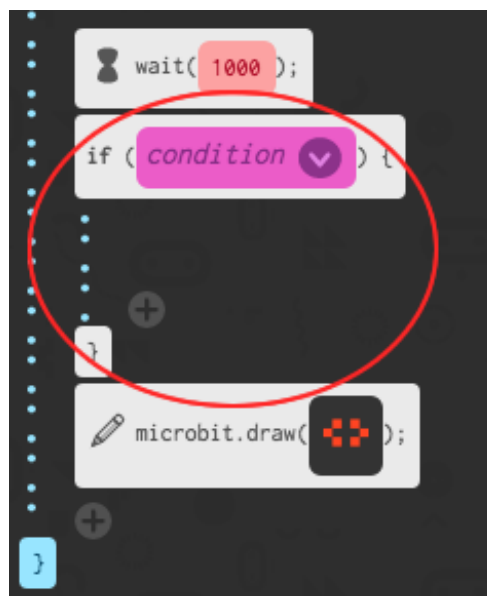 wait( 1000 );
if ( condition ) {
}
microbit.draw( );
}